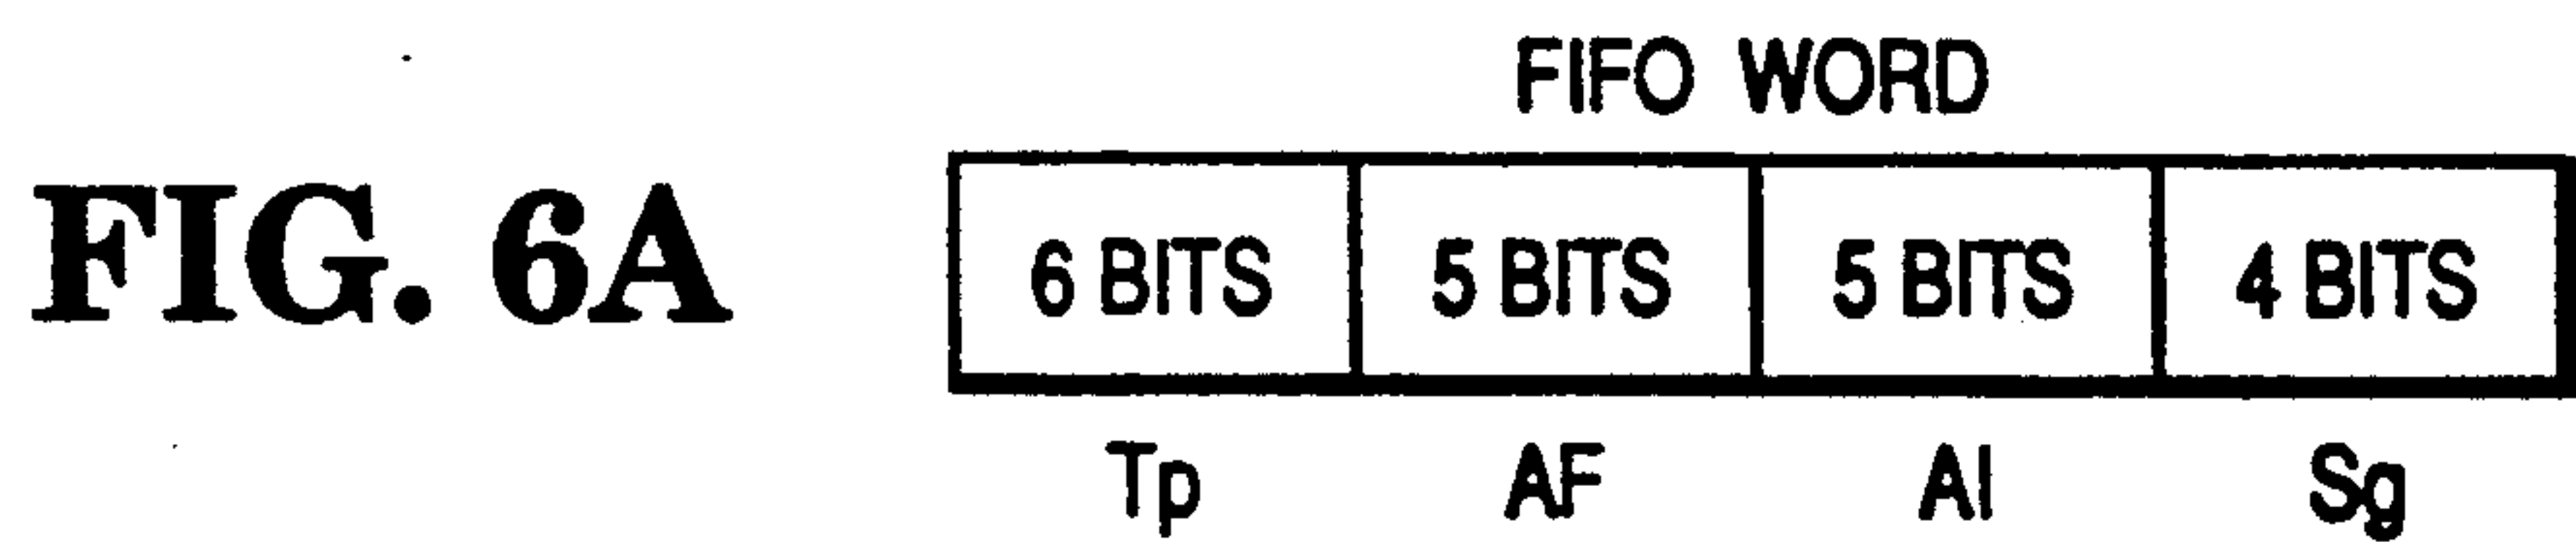 FIFO WORD
FIG. 6A
6 BITS 5 BITS 5 BITS 4 BITS
Tp AF AI Sg